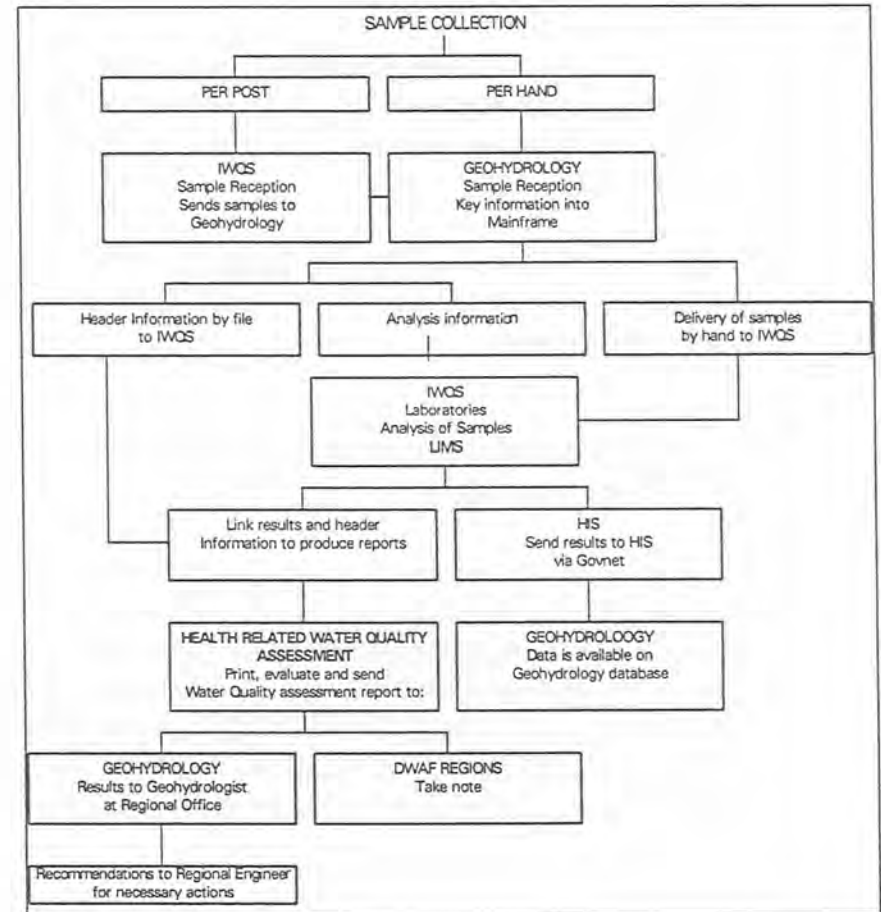 SAMPLE COLLECTION
PER POST
PER HAND
IWQS
Sample Reception
Sends samples to
Geohydrology
GEOHYDROLOGY
Sample Reception
Key information into
Mainframe
Header Information by file
to IWQS
Analysis information
Delivery of samples
by hand to IWQS
IWQS
Laboratories
Analysis of Samples
LIMS
Link results and header
Information to produce reports
HIS
Send results to HIS
via Govnet
HEALTH RELATED WATER QUALITY
ASSESSMENT
Print, evaluate and send
Water Quality assessment report to:
GEOHYDROLOOGY
Data is available on
Geohydrology database
GEOHYDROLOGY
Results to Geohydrologist
at Regional Office
DWAF REGIONS
Take note
Recommendations to Regional Engineer
for necessary actions